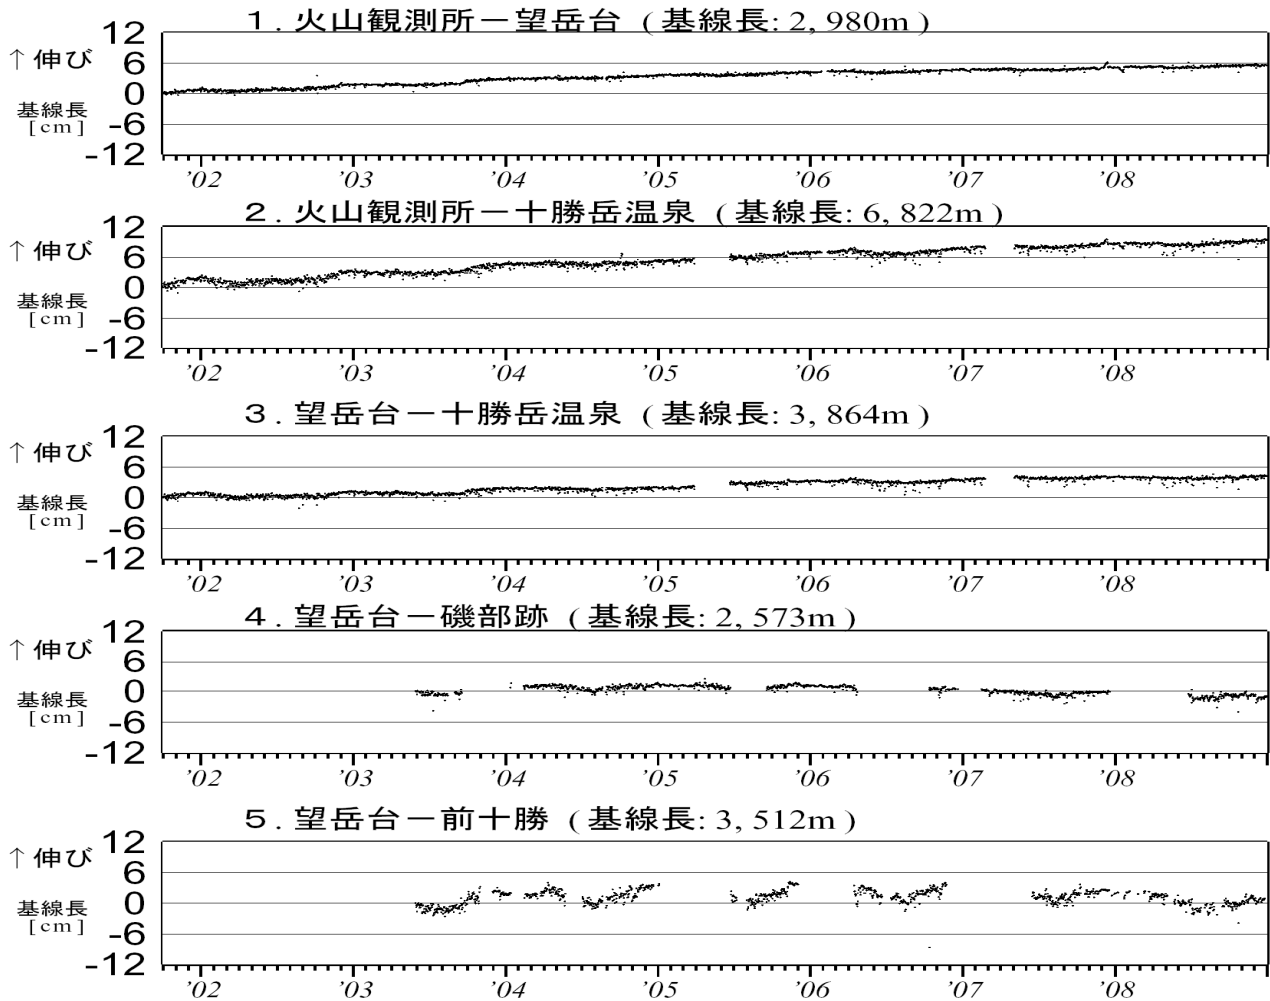 1. 火山観測所－望岳台 (基線長: 2, 980m)
↑伸び
基線長
[cm]
12
6
0
-6
-12
'02 '03 '04 '05 '06 '07 '08
2. 火山観測所－十勝岳温泉 (基線長: 6, 822m)
↑伸び
基線長
[cm]
12
6
0
-6
-12
'02 '03 '04 '05 '06 '07 '08
3. 望岳台－十勝岳温泉 (基線長: 3, 864m)
↑伸び
基線長
[cm]
12
6
0
-6
-12
'02 '03 '04 '05 '06 '07 '08
4. 望岳台－磯部跡 (基線長: 2, 573m)
↑伸び
基線長
[cm]
12
6
0
-6
-12
'02 '03 '04 '05 '06 '07 '08
5. 望岳台－前十勝 (基線長: 3, 512m)
↑伸び
基線長
[cm]
12
6
0
-6
-12
'02 '03 '04 '05 '06 '07 '08